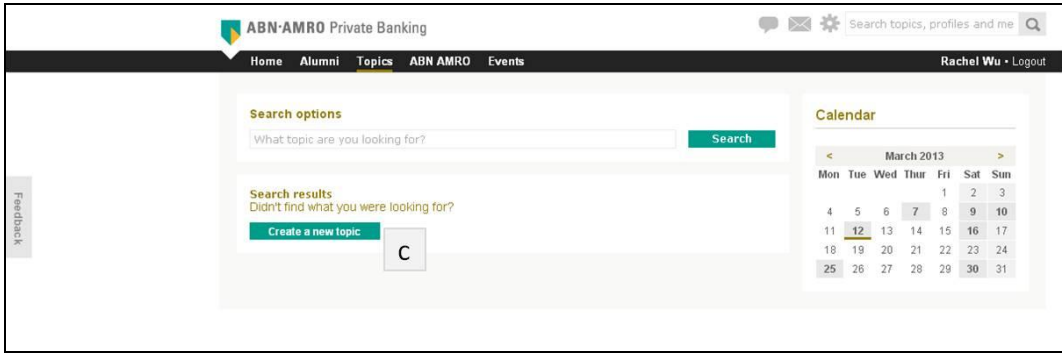 ABN·AMRO Private Banking
Search topics, profiles and me
Home Alumni Topics ABN AMRO Events
Rachel Wu • Logout
Search options
What topic are you looking for?
Search
Search results
Didn't find what you were looking for?
Create a new topic
C
Feedback
Calendar
< March 2013 >
Mon Tue Wed Thur Fri Sat Sun
1 2 3
4 5 6 7 8 9 10
11 12 13 14 15 16 17
18 19 20 21 22 23 24
25 26 27 28 29 30 31